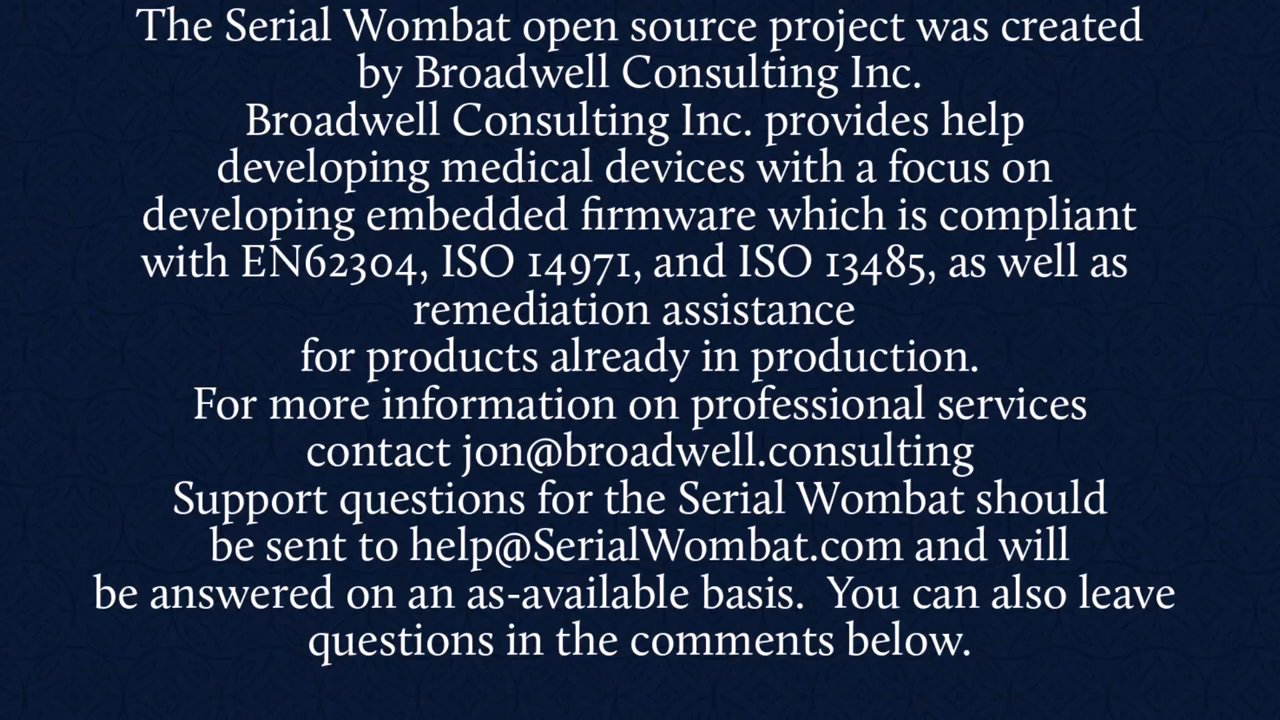 The Serial Wombat open source project was created
by Broadwell Consulting Inc.
Broadwell Consulting Inc. provides help
developing medical devices with a focus on
developing embedded firmware which is compliant
with EN62304, ISO 14971, and ISO 13485, as well as
remediation assistance
for products already in production.
For more information on professional services
contact jon@broadwell.consulting
Support questions for the Serial Wombat should
be sent to help@SerialWombat.com and will
be answered on an as-available basis.  You can also leave
questions in the comments below.